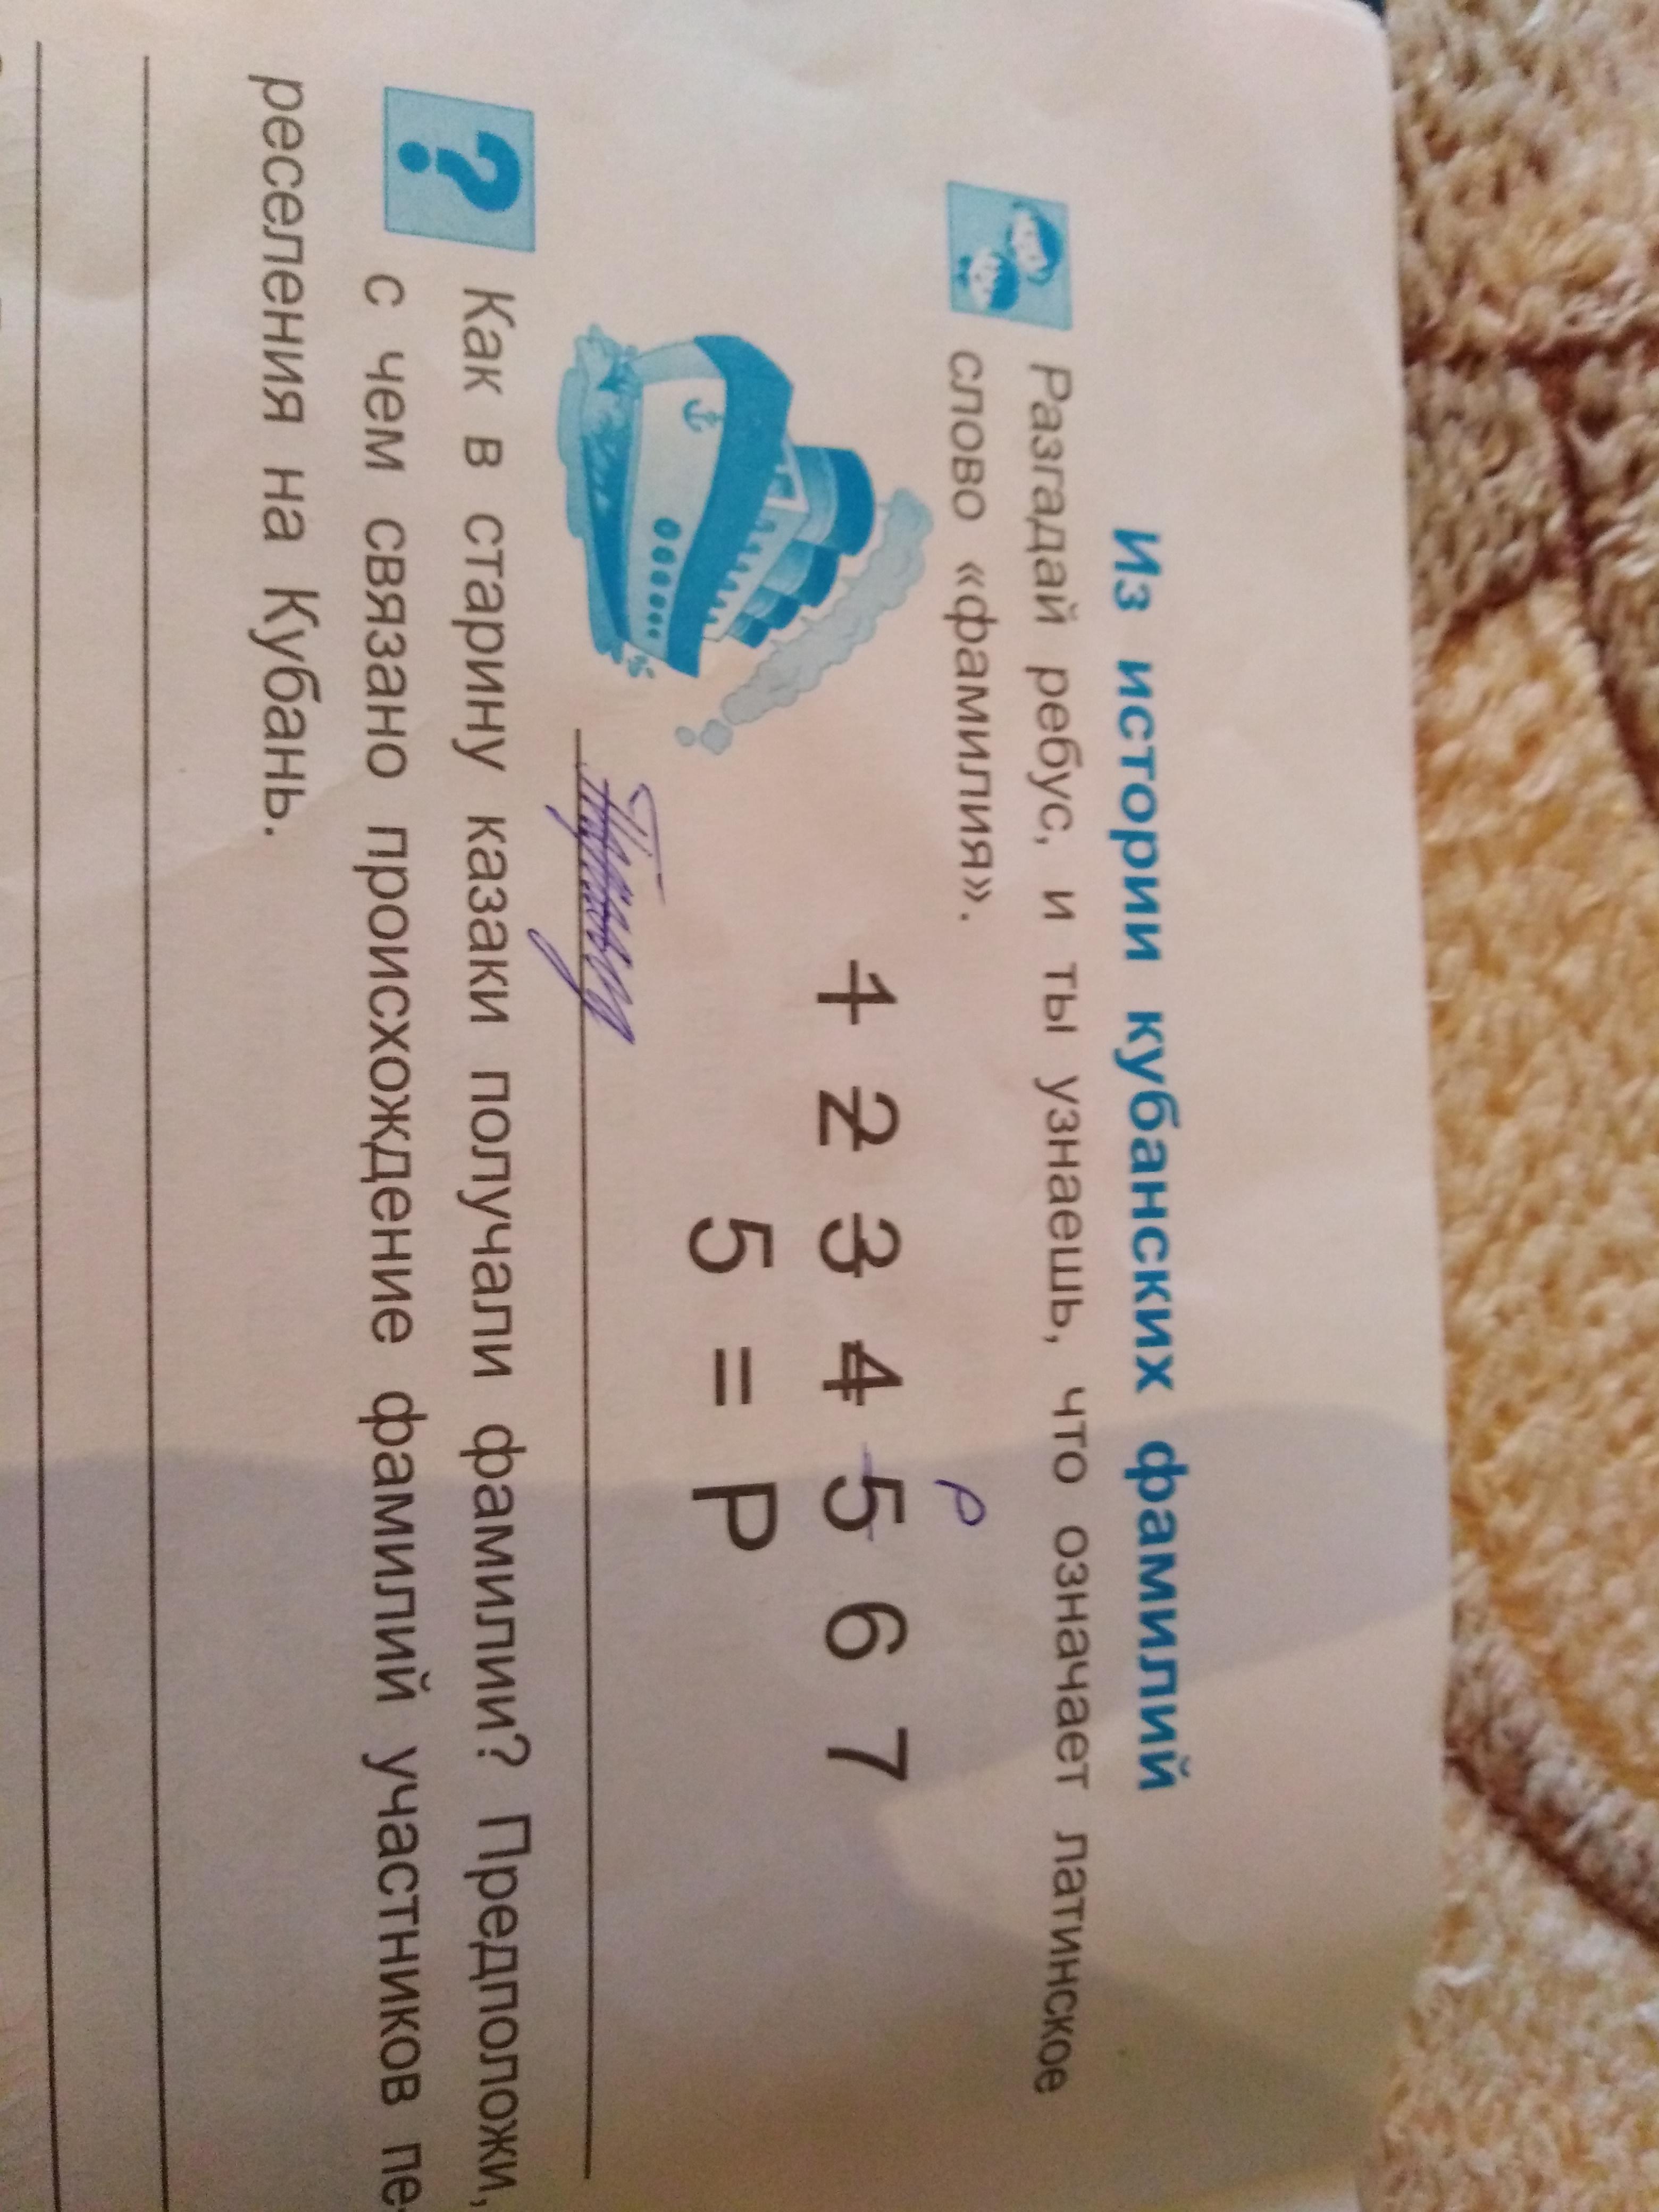 Из истории кубанских фамилий
Разгадай ребус, и ты узнаешь, что означает латинское
слово «фамилия».
Р
1 2 3 4 5 6 7
5 = Р
Как в старину казаки получали фамилии? Предположи,
с чем связано происхождение фамилий участников пе-
реселения на Кубань.